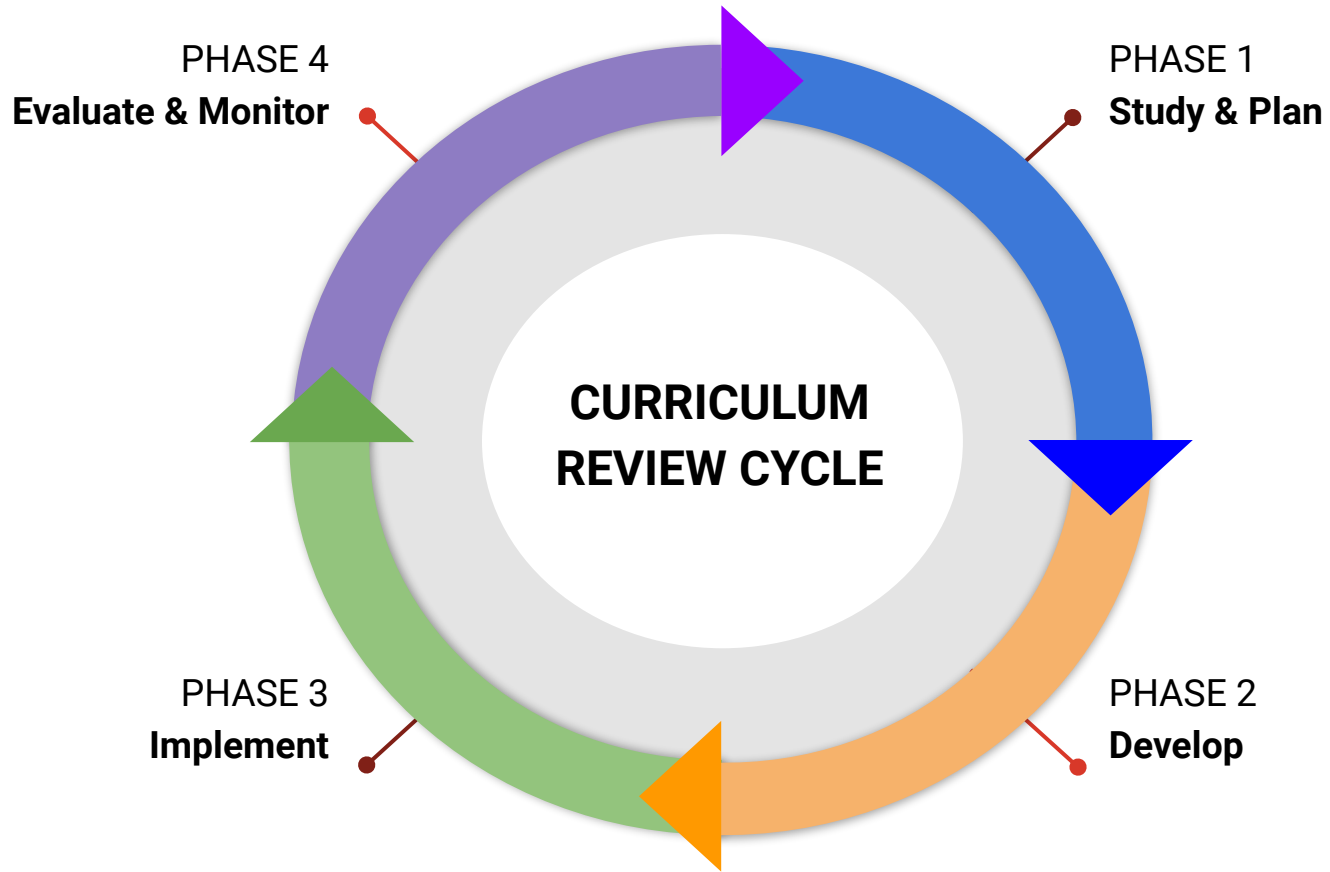 PHASE 4
Evaluate & Monitor
PHASE 1
Study & Plan
CURRICULUM
REVIEW CYCLE
PHASE 3
Implement
PHASE 2
Develop